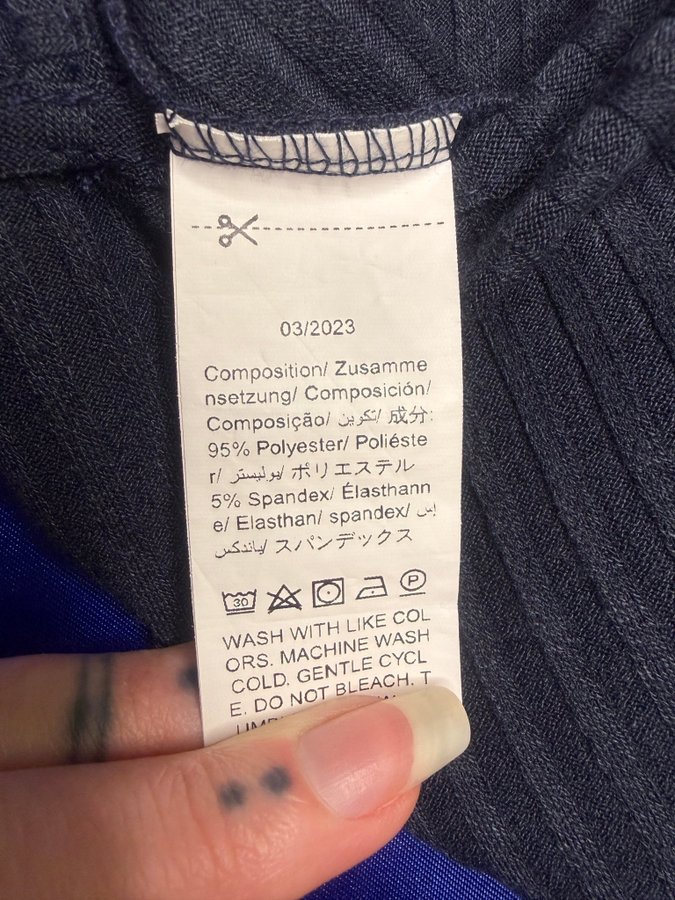 03/2023
Composition/ Zusamme
nsetzung/ Composición/
Composição/ تكوين/ 成分:
95% Polyester/ Poliéste
r/ بوليستر/ ポリエステル
5% Spandex/ Élasthann
e/ Elasthan/ spandex/ إس
باندكس/ スパンデックス
30 P
WASH WITH LIKE COL
ORS. MACHINE WASH
COLD. GENTLE CYCL
E. DO NOT BLEACH. T